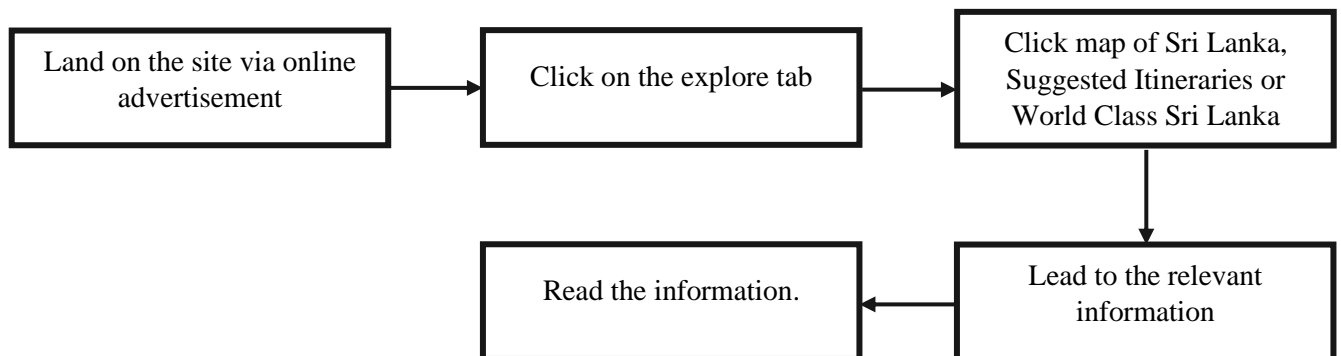 Land on the site via online
advertisement
Click on the explore tab
Click map of Sri Lanka,
Suggested Itineraries or
World Class Sri Lanka
Lead to the relevant
information
Read the information.